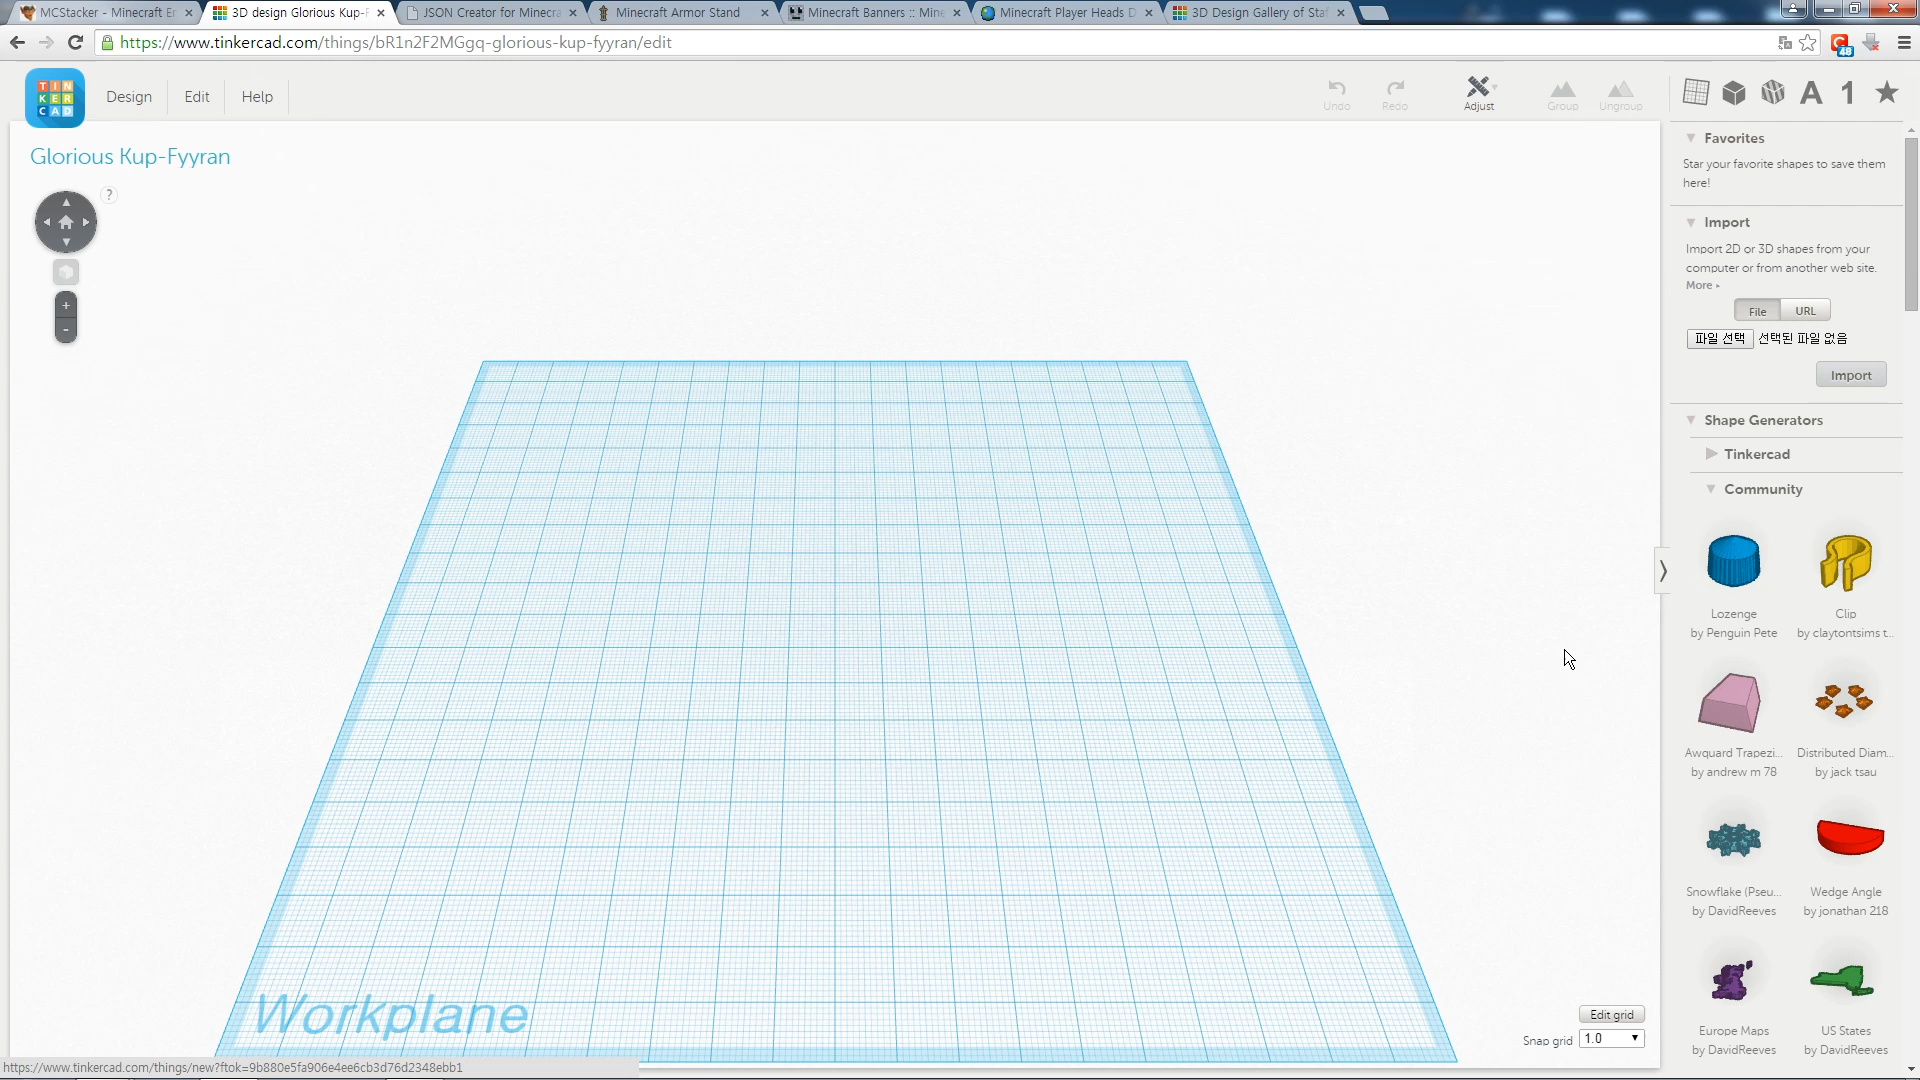 MCStacker - Minecraft Er
3D design Glorious Kup-F
JSON Creator for Minecra
Minecraft Armor Stand
Minecraft Banners :: Mine
Minecraft Player Heads D
3D Design Gallery of Staf
https://www.tinkercad.com/things/bR1n2F2MGgq-glorious-kup-fyyran/edit
48
TIN
KER
CAD
Design
Edit
Help
Undo
Redo
Adjust
Group
Ungroup
A
1
Glorious Kup-Fyyran
?
+
-
Favorites
Star your favorite shapes to save them
here!
Import
Import 2D or 3D shapes from your
computer or from another web site.
More
File
URL
파일 선택 선택된 파일 없음
Import
Shape Generators
Tinkercad
Community
Lozenge
by Penguin Pete
Clip
by claytontsims t...
Awquard Trapezi...
by andrew m 78
Distributed Diam...
by jack tsau
Snowflake (Pseu...
by DavidReeves
Wedge Angle
by jonathan 218
Europe Maps
by DavidReeves
US States
by DavidReeves
Workplane
Edit grid
Snap grid 1.0
https://www.tinkercad.com/things/new?ftok=9b880e5fa906e4ee6cb3d76d2348ebb1